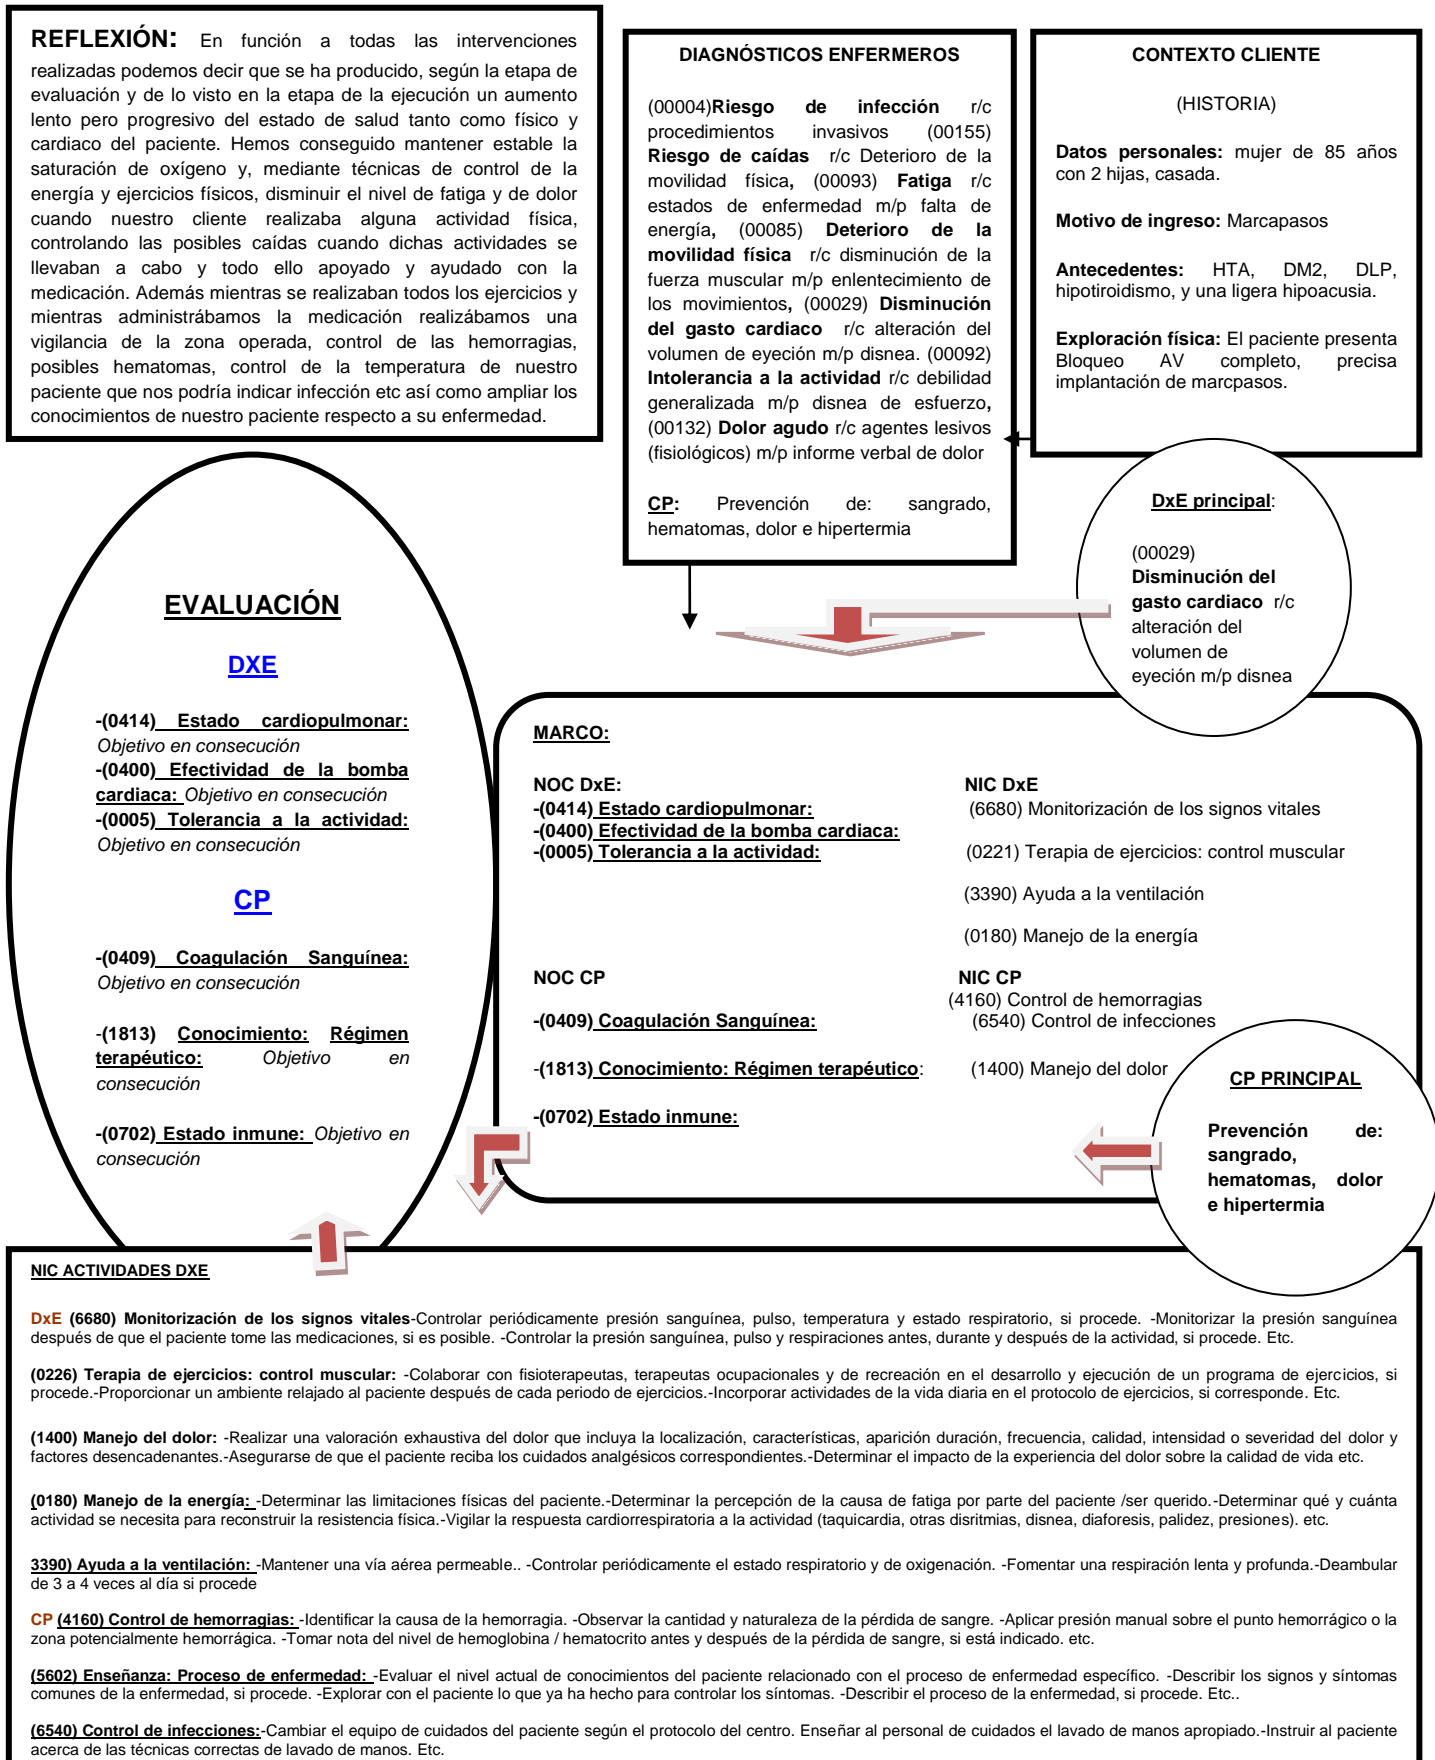 REFLEXIÓN: En función a todas las intervenciones
realizadas podemos decir que se ha producido, según la etapa de
evaluación y de lo visto en la etapa de la ejecución un aumento
lento pero progresivo del estado de salud tanto como físico y
cardiaco del paciente. Hemos conseguido mantener estable la
saturación de oxígeno y, mediante técnicas de control de la
energía y ejercicios físicos, disminuir el nivel de fatiga y de dolor
cuando nuestro cliente realizaba alguna actividad física,
controlando las posibles caídas cuando dichas actividades se
llevaban a cabo y todo ello apoyado y ayudado con la
medicación. Además mientras se realizaban todos los ejercicios y
mientras administrábamos la medicación realizábamos una
vigilancia de la zona operada, control de las hemorragias,
posibles hematomas, control de la temperatura de nuestro
paciente que nos podría indicar infección etc así como ampliar los
conocimientos de nuestro paciente respecto a su enfermedad.
DIAGNÓSTICOS ENFERMEROS
(00004)Riesgo de infección r/c
procedimientos invasivos (00155)
Riesgo de caídas r/c Deterioro de la
movilidad física, (00093) Fatiga r/c
estados de enfermedad m/p falta de
energía, (00085) Deterioro de la
movilidad física r/c disminución de la
fuerza muscular m/p enlentecimiento de
los movimientos, (00029) Disminución
del gasto cardiaco r/c alteración del
volumen de eyeción m/p disnea. (00092)
Intolerancia a la actividad r/c debilidad
generalizada m/p disnea de esfuerzo,
(00132) Dolor agudo r/c agentes lesivos
(fisiológicos) m/p informe verbal de dolor
CP: Prevención de: sangrado,
hematomas, dolor e hipertermia
CONTEXTO CLIENTE
(HISTORIA)
Datos personales: mujer de 85 años
con 2 hijas, casada.
Motivo de ingreso: Marcapasos
Antecedentes: HTA, DM2, DLP,
hipotiroidismo, y una ligera hipoacusia.
Exploración física: El paciente presenta
Bloqueo AV completo, precisa
implantación de marcpasos.
DxE principal:
(00029)
Disminución del
gasto cardiaco r/c
alteración del
volumen de
eyeción m/p disnea
EVALUACIÓN
DXE
-(0414) Estado cardiopulmonar:
Objetivo en consecución
-(0400) Efectividad de la bomba
cardiaca: Objetivo en consecución
-(0005) Tolerancia a la actividad:
Objetivo en consecución
CP
-(0409) Coagulación Sanguínea:
Objetivo en consecución
-(1813) Conocimiento: Régimen
terapéutico: Objetivo en
consecución
-(0702) Estado inmune: Objetivo en
consecución
MARCO:
NOC DxE:
-(0414) Estado cardiopulmonar:
-(0400) Efectividad de la bomba cardiaca:
-(0005) Tolerancia a la actividad:
NIC DxE
(6680) Monitorización de los signos vitales
(0221) Terapia de ejercicios: control muscular
(3390) Ayuda a la ventilación
(0180) Manejo de la energía
NOC CP
-(0409) Coagulación Sanguínea:
-(1813) Conocimiento: Régimen terapéutico:
-(0702) Estado inmune:
NIC CP
(4160) Control de hemorragias
(6540) Control de infecciones
(1400) Manejo del dolor
CP PRINCIPAL
Prevención de:
sangrado,
hematomas, dolor
e hipertermia
NIC ACTIVIDADES DXE
DxE (6680) Monitorización de los signos vitales-Controlar periódicamente presión sanguínea, pulso, temperatura y estado respiratorio, si procede. -Monitorizar la presión sanguínea
después de que el paciente tome las medicaciones, si es posible. -Controlar la presión sanguínea, pulso y respiraciones antes, durante y después de la actividad, si procede. Etc.
(0226) Terapia de ejercicios: control muscular: -Colaborar con fisioterapeutas, terapeutas ocupacionales y de recreación en el desarrollo y ejecución de un programa de ejercicios, si
procede.-Proporcionar un ambiente relajado al paciente después de cada periodo de ejercicios.-Incorporar actividades de la vida diaria en el protocolo de ejercicios, si corresponde. Etc.
(1400) Manejo del dolor: -Realizar una valoración exhaustiva del dolor que incluya la localización, características, aparición duración, frecuencia, calidad, intensidad o severidad del dolor y
factores desencadenantes.-Asegurarse de que el paciente reciba los cuidados analgésicos correspondientes.-Determinar el impacto de la experiencia del dolor sobre la calidad de vida etc.
(0180) Manejo de la energía: -Determinar las limitaciones físicas del paciente.-Determinar la percepción de la causa de fatiga por parte del paciente /ser querido.-Determinar qué y cuánta
actividad se necesita para reconstruir la resistencia física.-Vigilar la respuesta cardiorrespiratoria a la actividad (taquicardia, otras disritmias, disnea, diaforesis, palidez, presiones). etc.
3390) Ayuda a la ventilación: -Mantener una vía aérea permeable.. -Controlar periódicamente el estado respiratorio y de oxigenación. -Fomentar una respiración lenta y profunda.-Deambular
de 3 a 4 veces al día si procede
CP (4160) Control de hemorragias: -Identificar la causa de la hemorragia. -Observar la cantidad y naturaleza de la pérdida de sangre. -Aplicar presión manual sobre el punto hemorrágico o la
zona potencialmente hemorrágica. -Tomar nota del nivel de hemoglobina / hematocrito antes y después de la pérdida de sangre, si está indicado. etc.
(5602) Enseñanza: Proceso de enfermedad: -Evaluar el nivel actual de conocimientos del paciente relacionado con el proceso de enfermedad específico. -Describir los signos y síntomas
comunes de la enfermedad, si procede. -Explorar con el paciente lo que ya ha hecho para controlar los síntomas. -Describir el proceso de la enfermedad, si procede. Etc..
(6540) Control de infecciones:-Cambiar el equipo de cuidados del paciente según el protocolo del centro. Enseñar al personal de cuidados el lavado de manos apropiado.-Instruir al paciente
acerca de las técnicas correctas de lavado de manos. Etc.